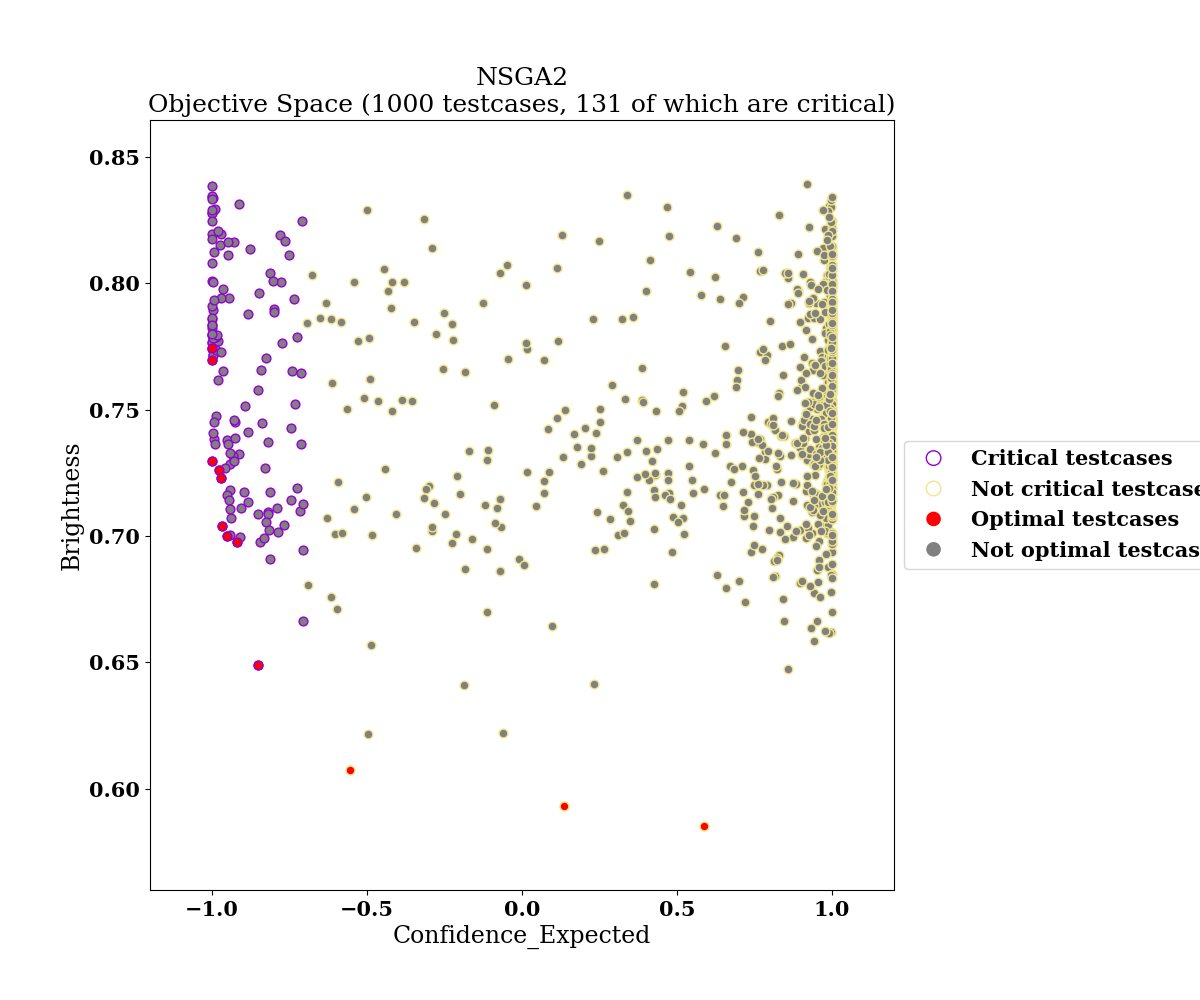 NSGA2
Objective Space (1000 testcases, 131 of which are critical)
0.85
0.80
0.75
0.70
0.65
0.60
Brightness
−1.0
−0.5
0.0
0.5
1.0
Confidence_Expected
Critical testcases
Not critical testcase
Optimal testcases
Not optimal testcas